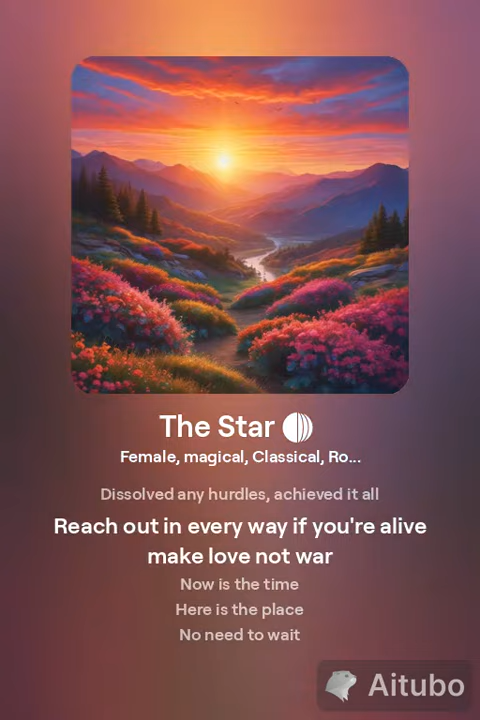 The Star
Female, magical, Classical, Ro...
Dissolved any hurdles, achieved it all
Reach out in every way if you're alive
make love not war
Now is the time
Here is the place
No need to wait
Aitubo